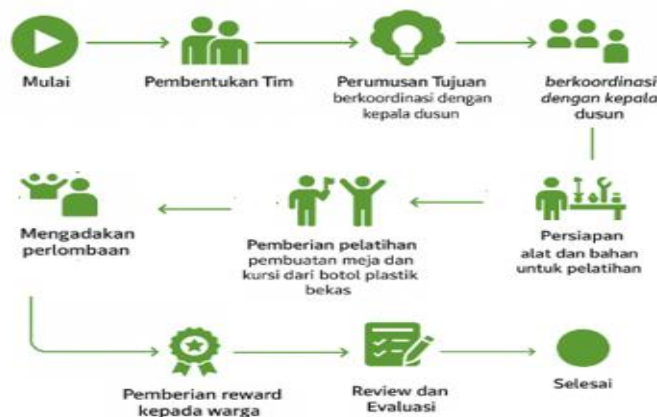 Mulai
Pembentukan Tim
Perumusan Tujuan
berkoordinasi dengan
kepala dusun
berkoordinasi
dengan kepala
dusun
Mengadakan
perlombaan
Pemberian pelatihan
pembuatan meja dan
kursi dari botol plastik
bekas
Persiapan
alat dan bahan
untuk pelatihan
Pemberian reward
kepada warga
Review dan
Evaluasi
Selesai